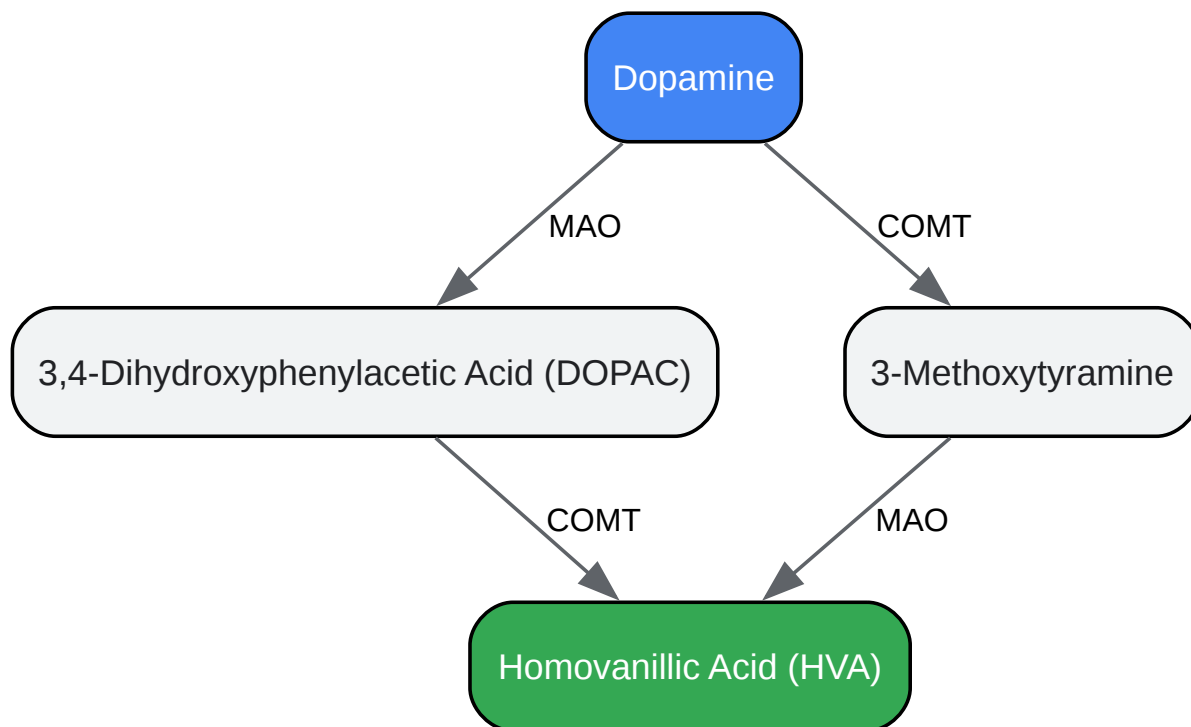 Dopamine
MAO
COMT
3,4-Dihydroxyphenylacetic Acid (DOPAC)
3-Methoxytyramine
COMT
MAO
Homovanillic Acid (HVA)